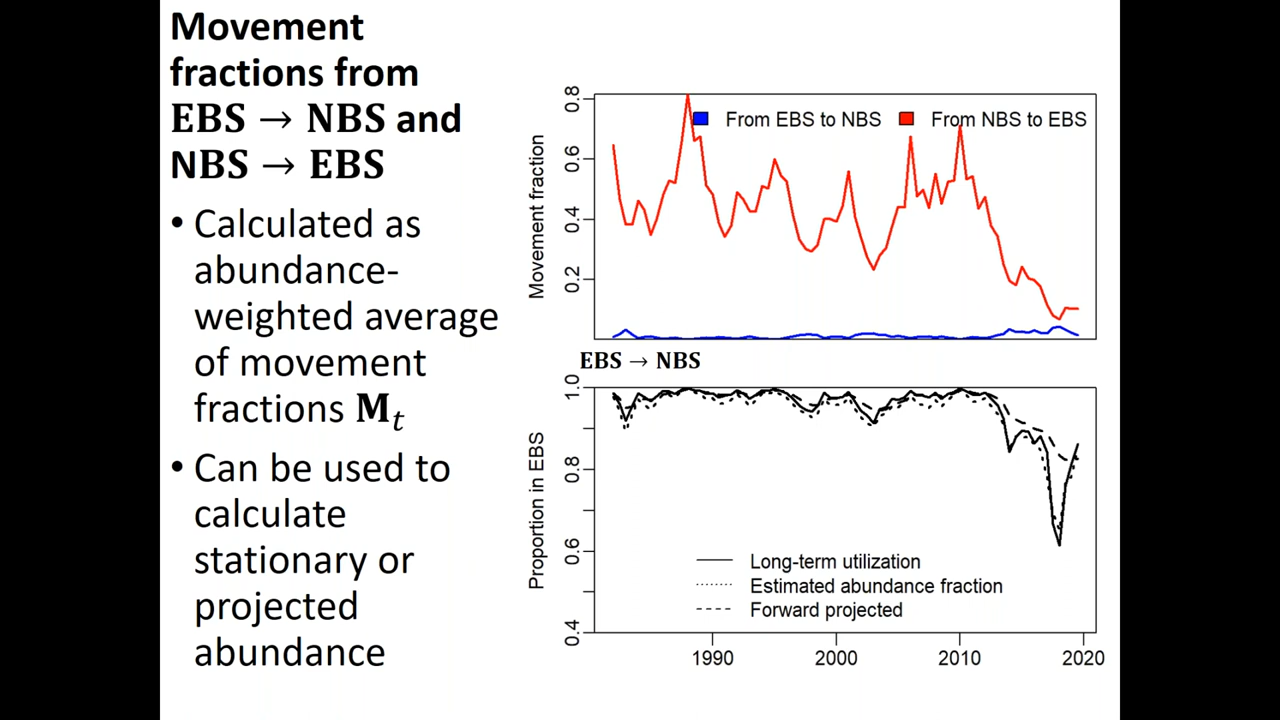 Movement
fractions from
EBS → NBS and
NBS → EBS
• Calculated as
abundance-
weighted average
of movement
fractions M_t
• Can be used to
calculate
stationary or
projected
abundance
From EBS to NBS From NBS to EBS
Movement fraction
0.8
0.6
0.4
0.2
EBS → NBS
Proportion in EBS
1.0
0.8
0.6
0.4
Long-term utilization
Estimated abundance fraction
Forward projected
1990 2000 2010 2020